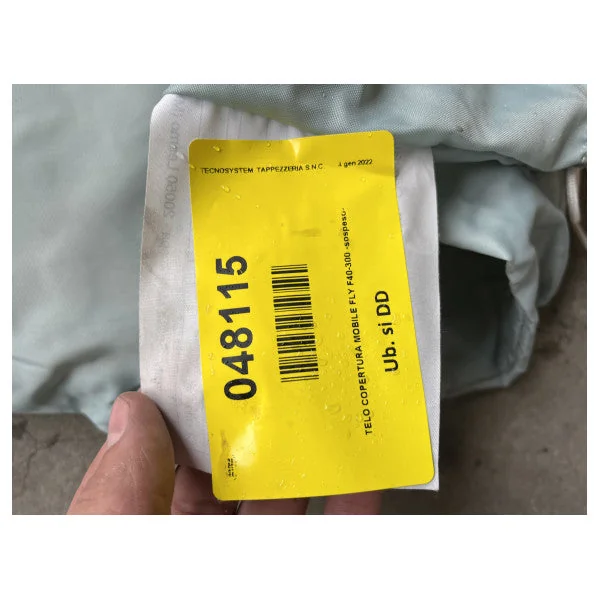 TECNOSYSTEM TAPPEZZERIA S.N.C.
gen 2022
048115
TELO COPERTURA MOBILE FLY F40-300 -sospeso-
Ub. si DD